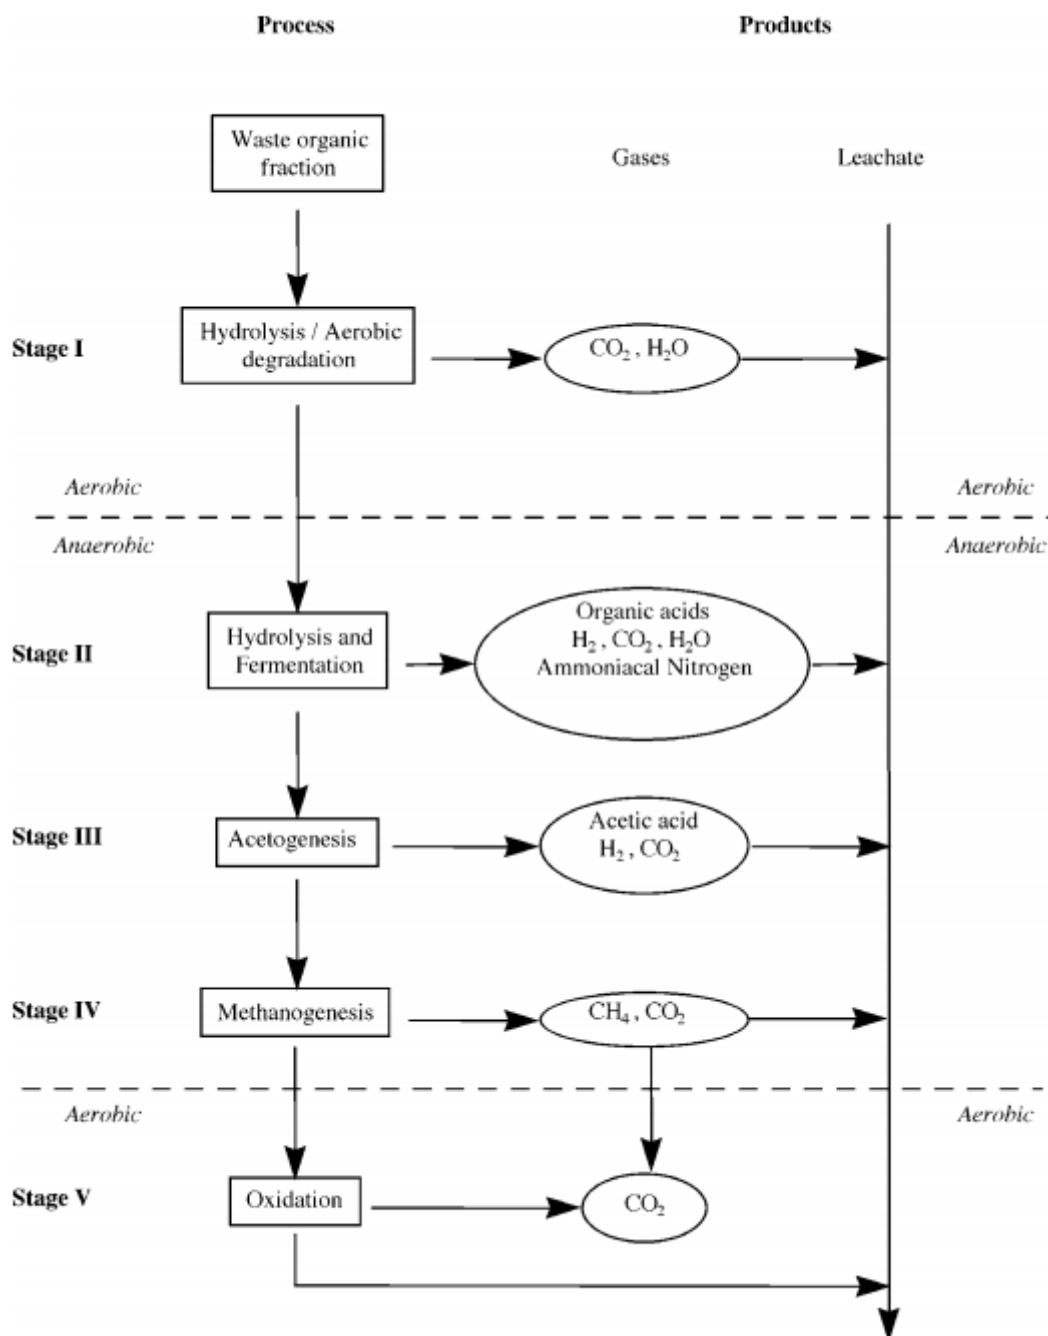 Process Products
Waste organic
fraction
Gases Leachate
Stage I
Hydrolysis / Aerobic
degradation
CO₂ , H₂O
Aerobic Aerobic
Anaerobic Anaerobic
Stage II
Hydrolysis and
Fermentation
Organic acids
H₂ , CO₂ , H₂O
Ammoniacal Nitrogen
Stage III
Acetogenesis
Acetic acid
H₂ , CO₂
Stage IV
Methanogenesis
CH₄ , CO₂
Aerobic Aerobic
Stage V
Oxidation
CO₂